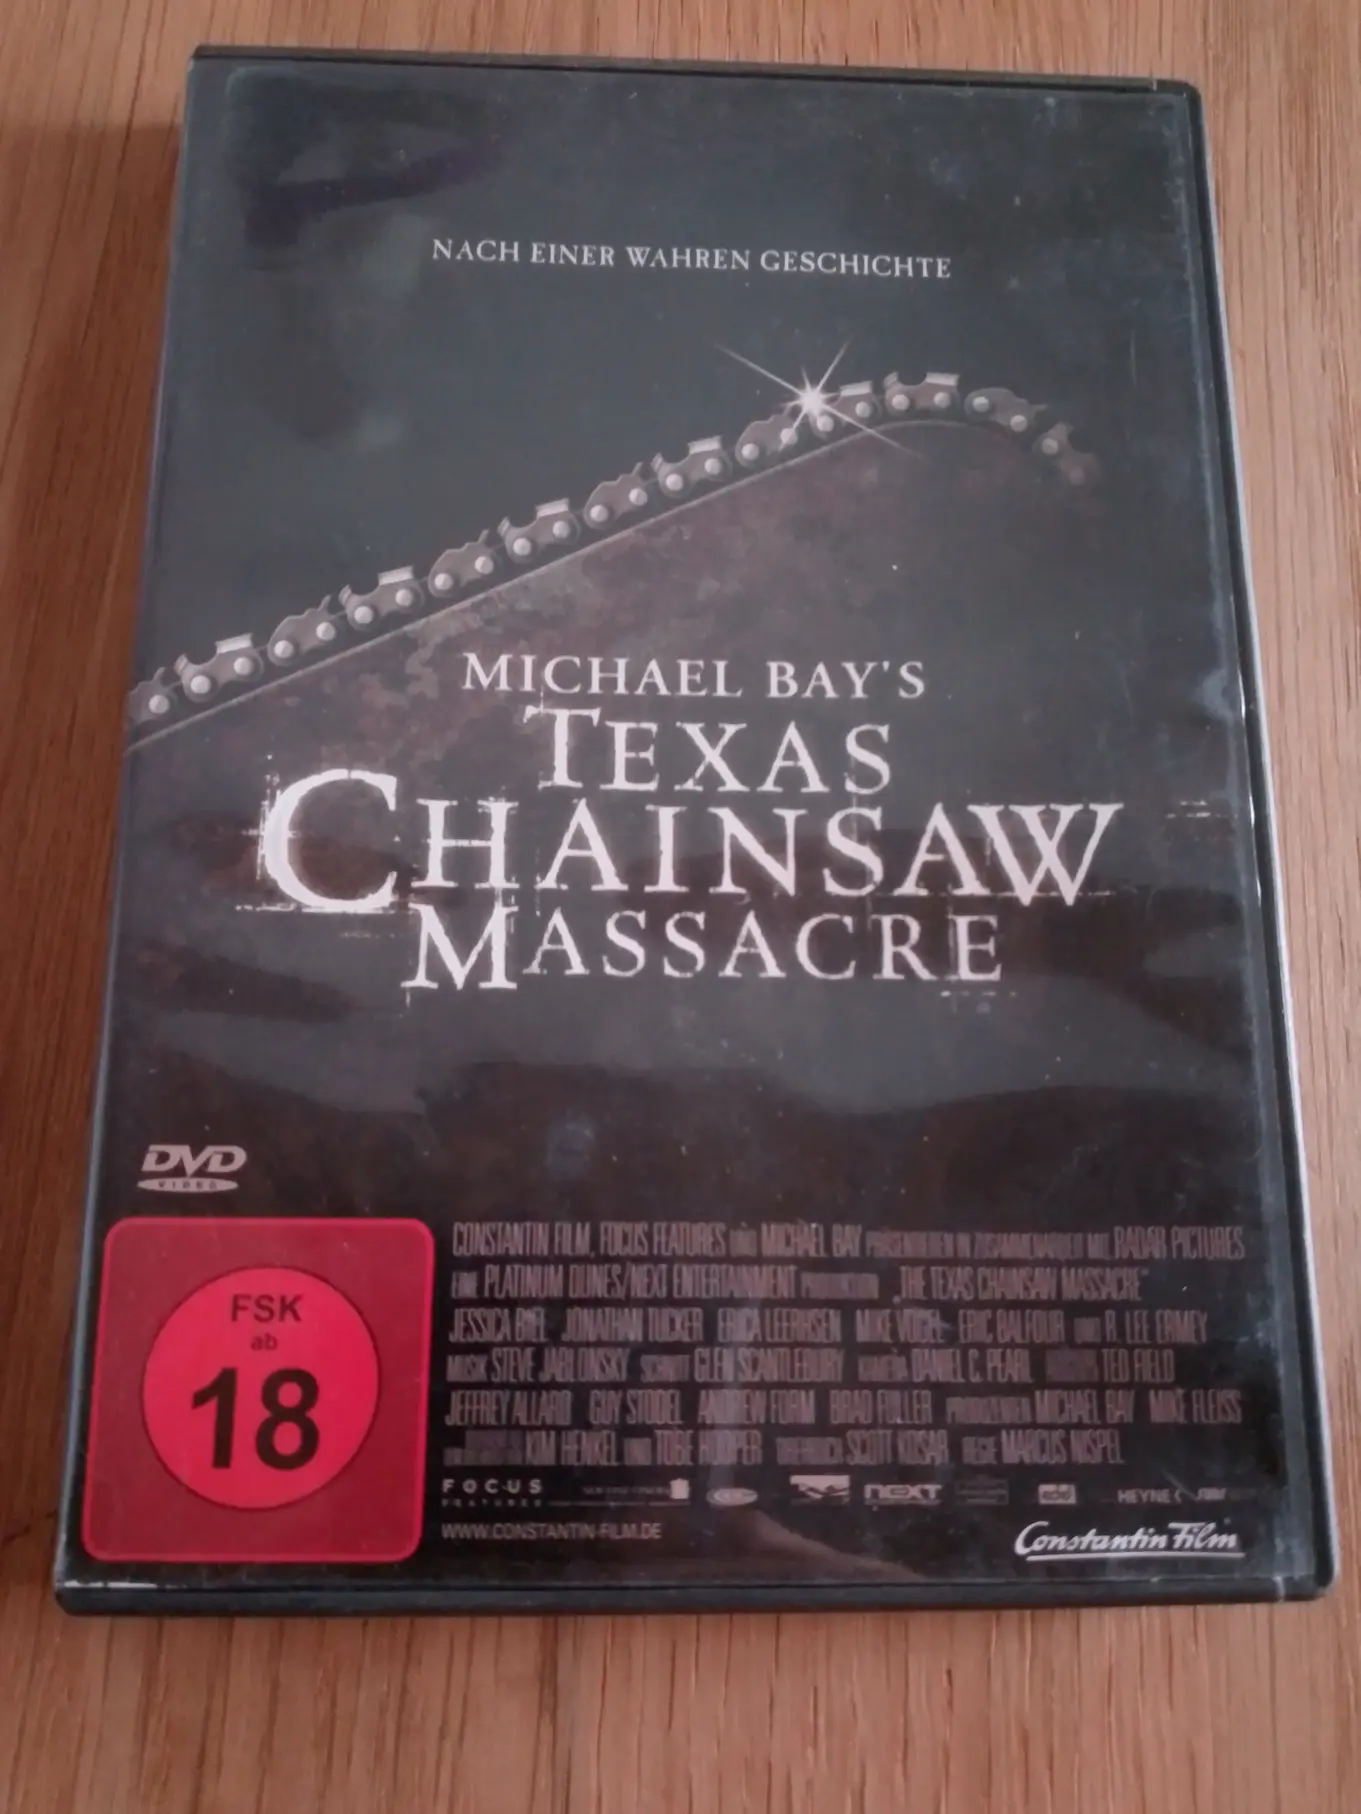 NACH EINER WAHREN GESCHICHTE
MICHAEL BAY'S
TEXAS
CHAINSAW
MASSACRE
DVD
VIDEO
FSK
ab
18
CONSTANTIN FILM, FOCUS FEATURES UND MICHAEL BAY PRÄSENTIEREN IN ZUSAMMENARBEIT MIT RADAR PICTURES
EINE PLATINUM DUNES/NEXT ENTERTAINMENT PRODUKTION „THE TEXAS CHAINSAW MASSACRE"
JESSICA BIEL JONATHAN TUCKER ERICA LEERHSEN MIKE VOGEL ERIC BALFOUR UND R. LEE ERMEY
MUSIK STEVE JABLONSKY SCHNITT GLEN SCANTLEBURY KAMERA DANIEL C. PEARL TED FIELD
JEFFREY ALLARD GUY STODEL ANDREW FORM BRAD FULLER PRODUZENTEN MICHAEL BAY MIKE FLEISS
KIM HENKEL UND TOBE HOOPER DREHBUCH SCOTT KOSAR REGIE MARCUS NISPEL
FOCUS
FEATURES
NEXT
HEYNE
WWW.CONSTANTIN-FILM.DE
Constantin Film